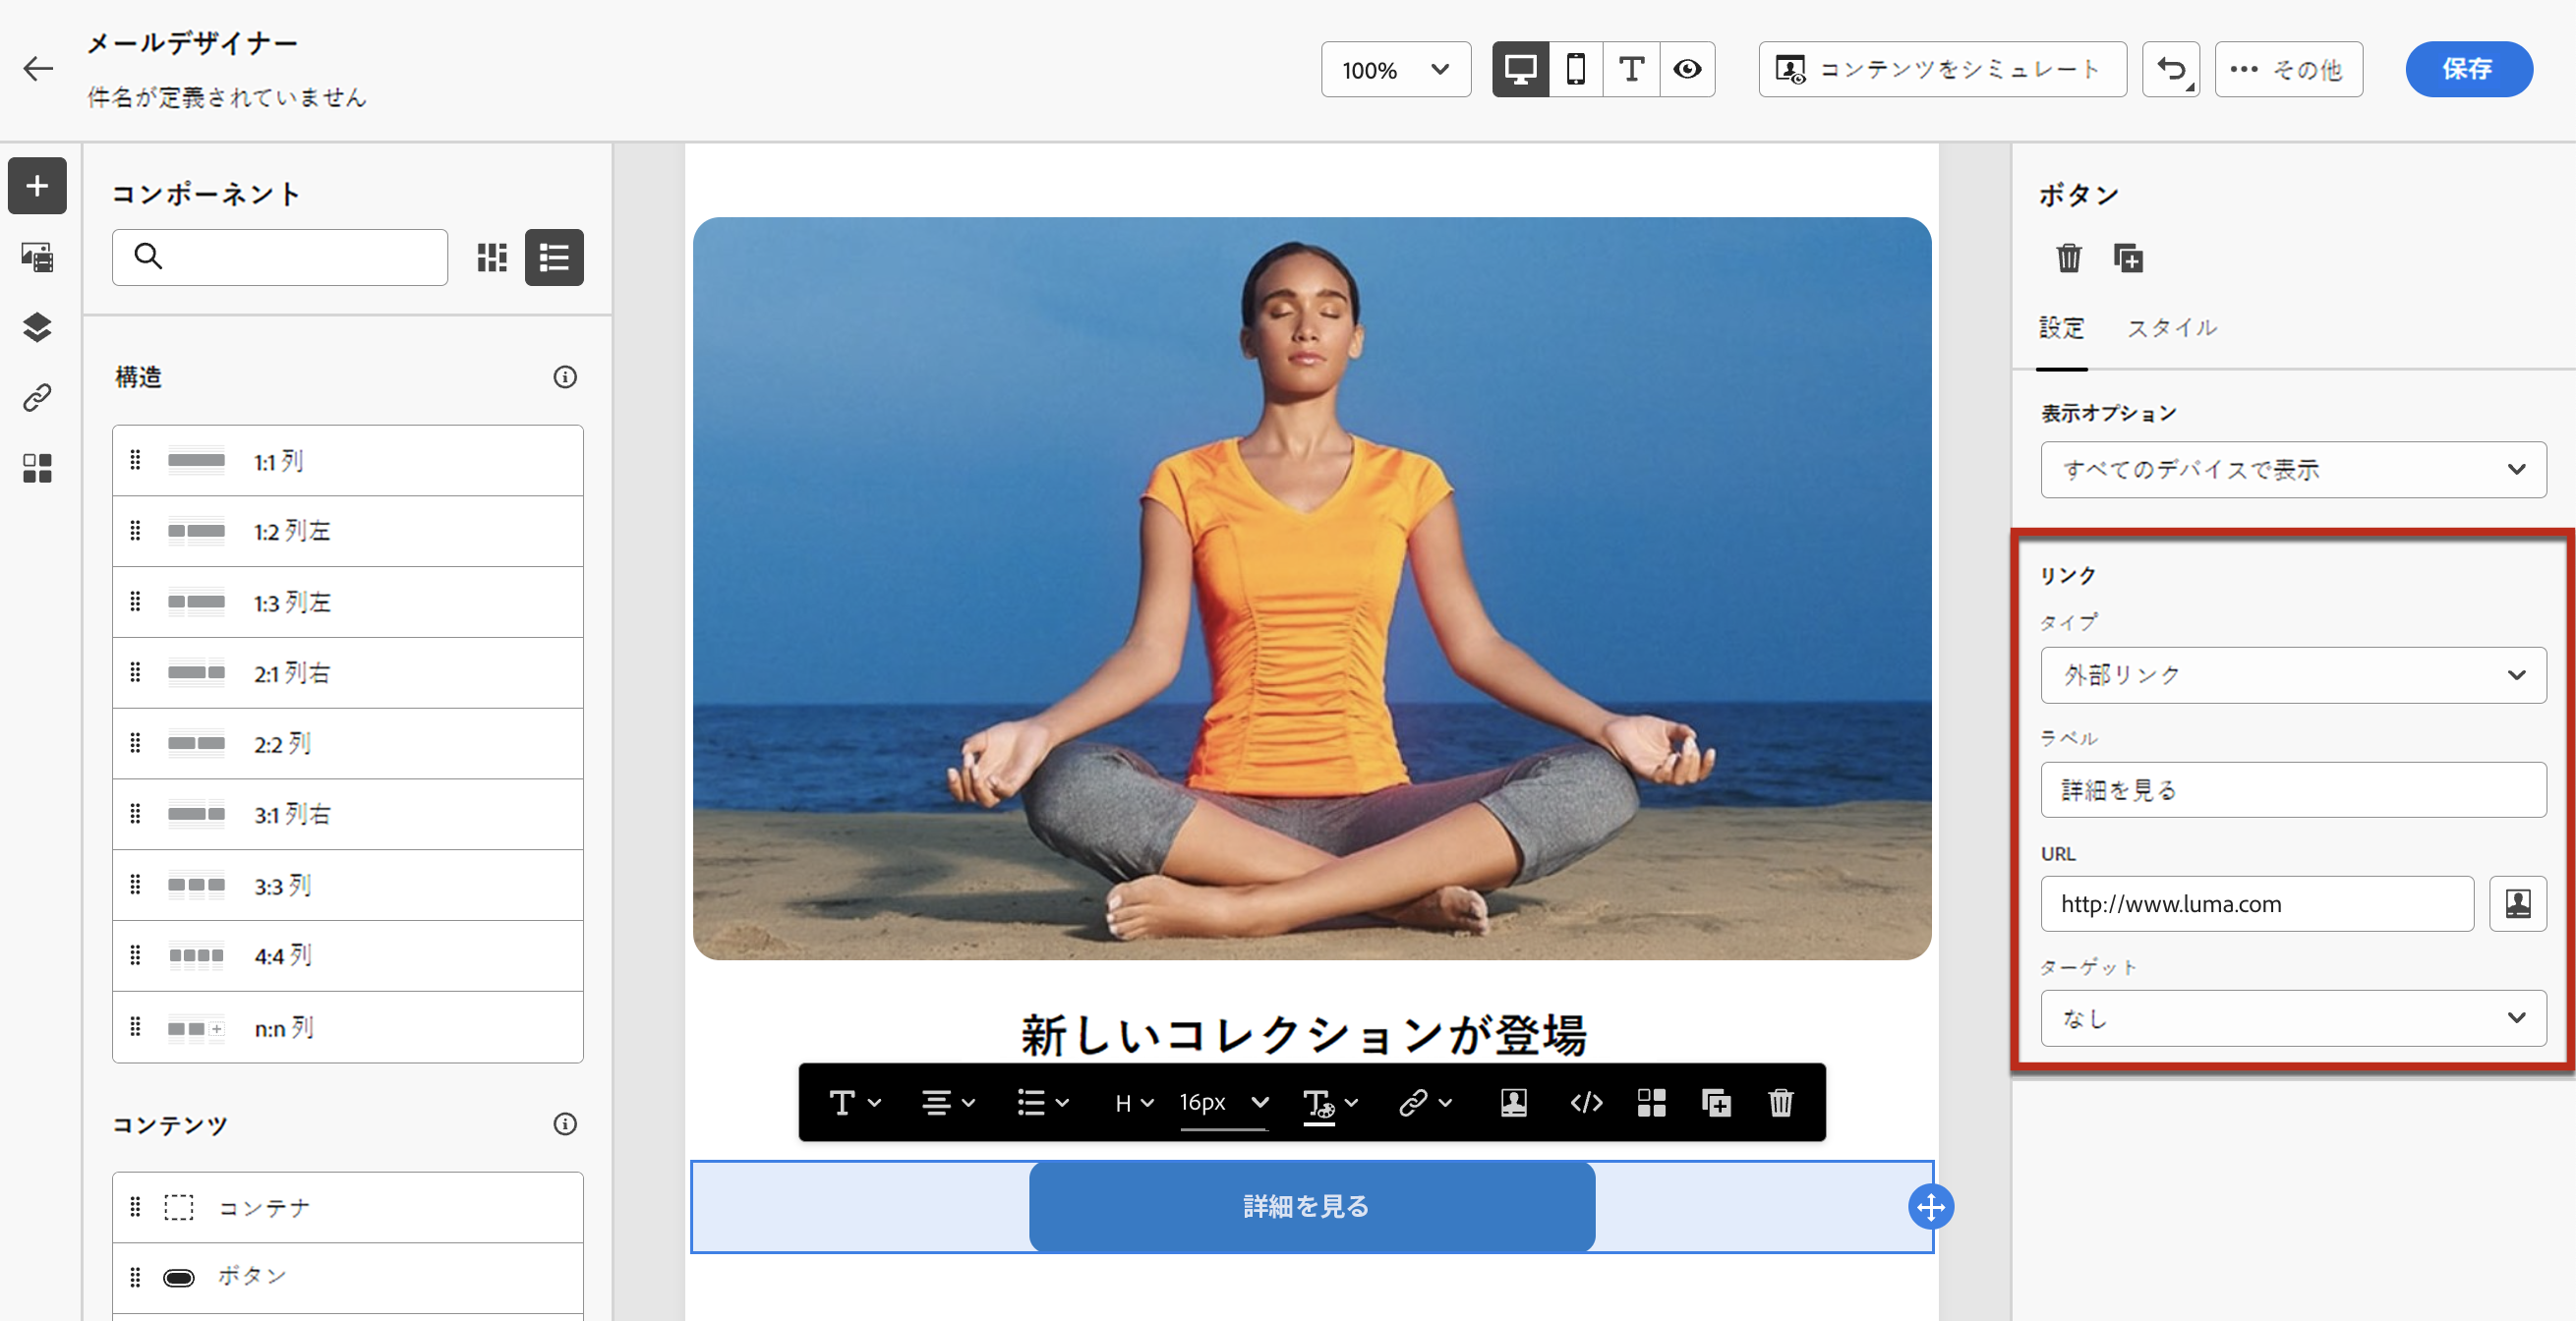 メールデザイナー
件名が定義されていません
100%
コンテンツをシミュレート
その他
保存
コンポーネント
構造
1:1 列
1:2 列左
1:3 列左
2:1 列右
2:2 列
3:1 列右
3:3 列
4:4 列
n:n 列
コンテンツ
コンテナ
ボタン
新しいコレクションが登場
H
16px
詳細を見る
ボタン
設定 スタイル
表示オプション
すべてのデバイスで表示
リンク
タイプ
外部リンク
ラベル
詳細を見る
URL
http://www.luma.com
ターゲット
なし